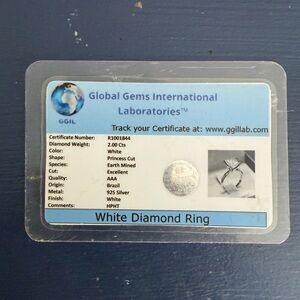 GGIL
Global Gems International
Laboratories™
Track your Certificate at: www.ggillab.com
Certificate Number: R1001844
Diamond Weight: 2.00 Cts
Color: White
Shape: Princess Cut
Species: Earth Mined
Cut: Excellent
Quality: AAA
Origin: Brazil
Metal: 925 Silver
Finish: White
Comments: HPHT
White Diamond Ring